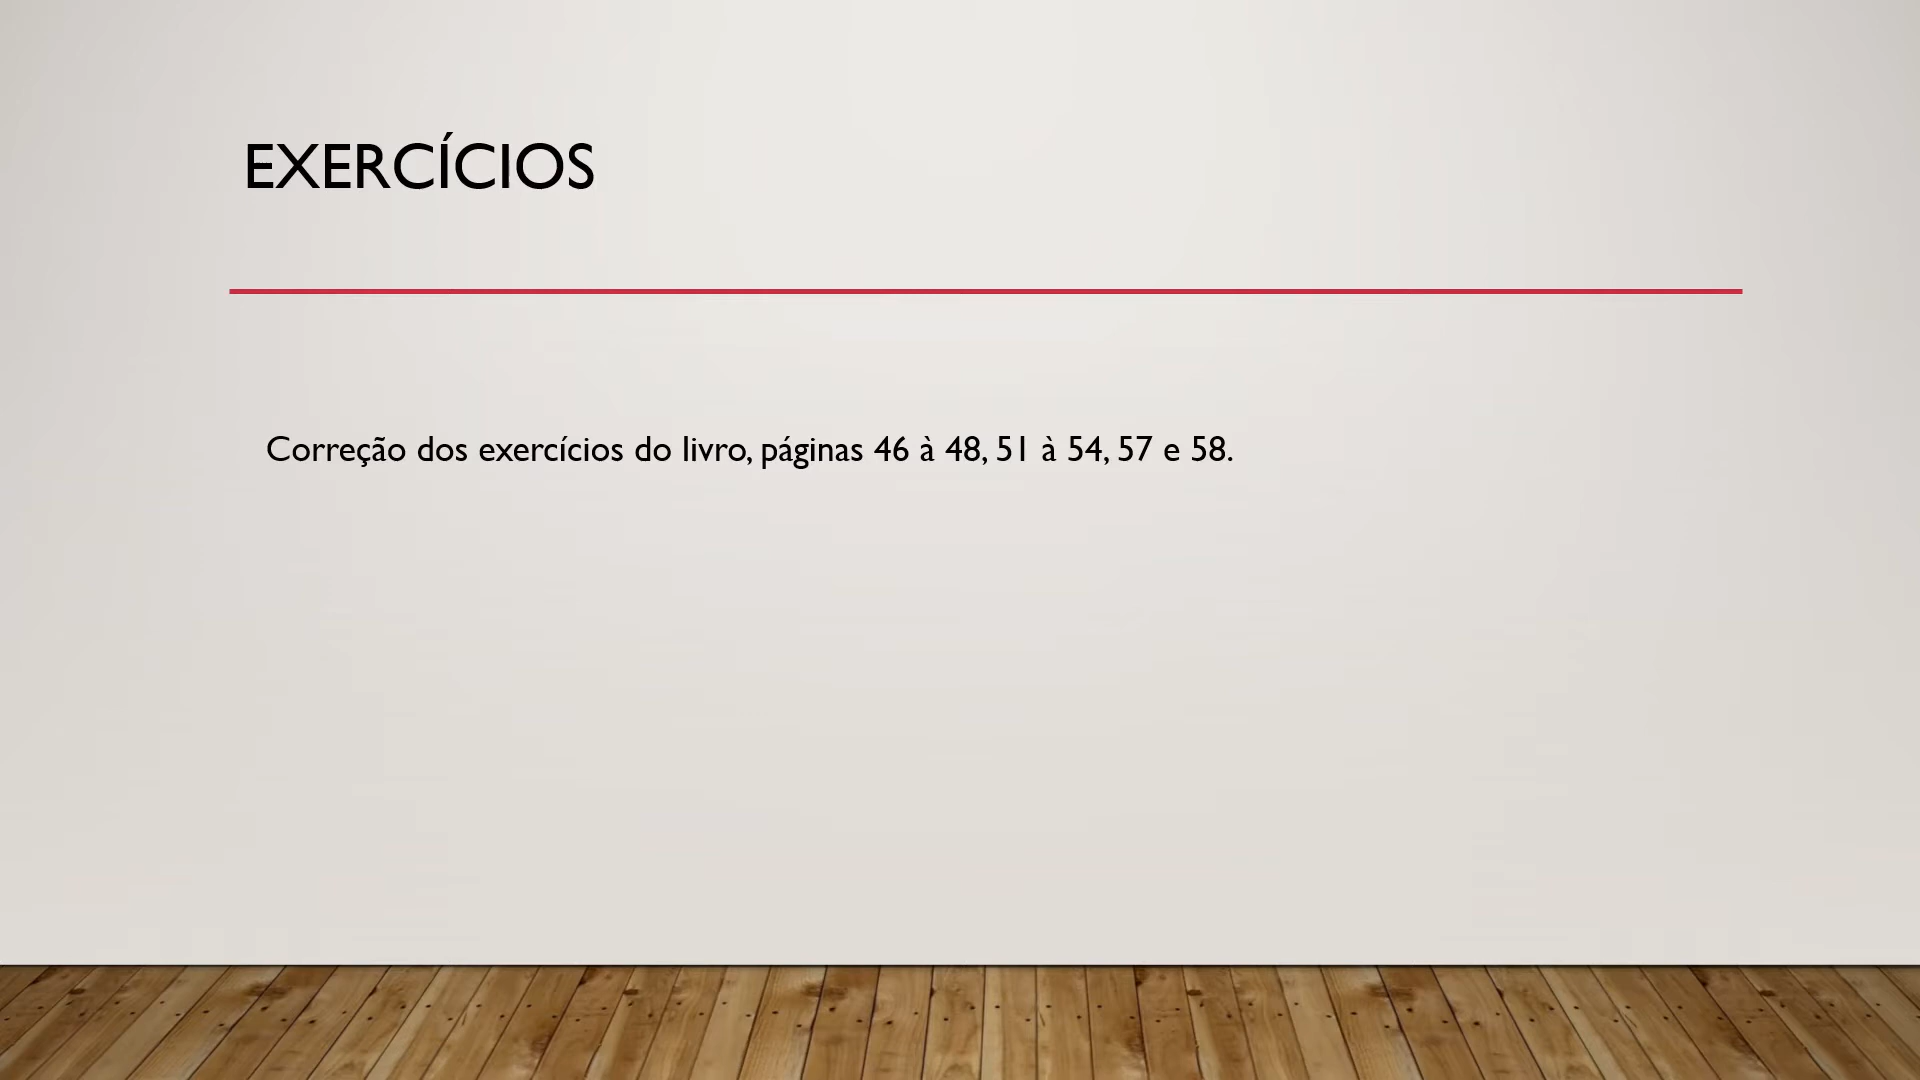 EXERCÍCIOS
Correção dos exercícios do livro, páginas 46 à 48, 51 à 54, 57 e 58.